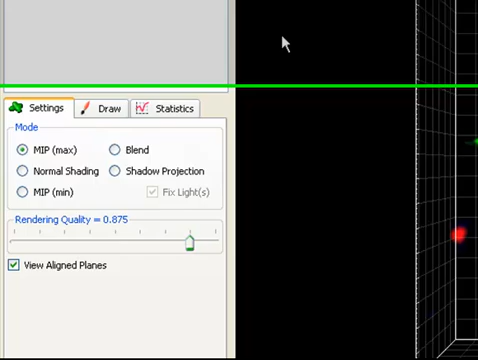 Settings Draw Statistics
Mode
MIP (max) Blend
Normal Shading Shadow Projection
MIP (min) Fix Light(s)
Rendering Quality = 0.875
View Aligned Planes